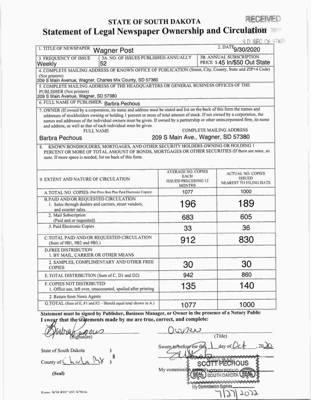 STATE OF SOUTH DAKOTA
RECEIVED
Statement of Legal Newspaper Ownership and Circulation
S.D. SEC. OF STATE
1. TITLE OF NEWSPAPER
Wagner Post
2. DATE
9/30/2020
3. FREQUENCY OF ISSUE
Weekly
3A. NO. OF ISSUES PUBLISHED ANNUALLY
52
3B. ANNUAL SUBSCRIPTION
PRICE $ 45 In/$50 Out State
4. COMPLETE MAILING ADDRESS OF KNOWN OFFICE OF PUBLICATION (Street, City, County, State and ZIP+4 Code)
(Not printers)
209 S Main Avenue, Wagner, Charles Mix County, SD 57380
5. COMPLETE MAILING ADDRESS OF THE HEADQUARTERS OR GENERAL BUSINESS OFFICES OF THE
PUBLISHER (Not printer)
209 S Main Avenue, Wagner, SD 57380
6. FULL NAME OF PUBLISHER: Barbra Pechous
7. OWNER (If owned by a corporation, its name and address must be stated and list on the back of this form the names and
addresses of stockholders owning or holding 1 percent or more of total amount of stock. If not owned by a corporation, the
names and addresses of the individual owners must be given. If owned by a partnership or other unincorporated firm, its name
and address, as well as that of each individual must be given.
FULL NAME
COMPLETE MAILING ADDRESS
Barbra Pechous
209 S Main Ave., Wagner, SD 57380
8. KNOWN BONDHOLDERS, MORTGAGES, AND OTHER SECURITY HOLDERS OWNING OR HOLDING 1
PERCENT OR MORE OF TOTAL AMOUNT OF BONDS, MORTGAGES OR OTHER SECURITIES (If there are none, so
state. If more space is needed, list on back of this form.
9. EXTENT AND NATURE OF CIRCULATION
AVERAGE NO. COPIES
EACH
ISSUED PRECEDING 12
MONTHS
ACTUAL NO. COPIES
ISSUED
NEAREST TO FILING DATE
A. TOTAL NO. COPIES (Net Press Run Plus Paid Electronic Copies)
1077
1000
B. PAID AND/OR REQUESTED CIRCULATION
1. Sales through dealers and carriers, street vendors,
and counter sales.
196
189
2. Mail Subscription
(Paid and/or requested)
683
605
3. Paid Electronic Copies
33
36
C. TOTAL PAID AND/OR REQUESTED CIRCULATION
(Sum of 9B1, 9B2 and 9B3.)
912
830
D. FREE DISTRIBUTION
1. BY MAIL, CARRIER OR OTHER MEANS
2. SAMPLES, COMPLIMENTARY AND OTHER FREE
COPIES
30
30
E. TOTAL DISTRIBUTION (Sum of C, D1 and D2)
942
860
F. COPIES NOT DISTRIBUTED
1. Office use, left over, unaccounted, spoiled after printing
135
140
2. Return from News Agents
G. TOTAL (Sum of E, F1 and F2 - Should equal total shown in A.)
1077
1000
Statement must be signed by Publisher, Business Manager, or Owner in the presence of a Notary Public
I swear that the statements made by me are true, correct, and complete:
Barbra Pechous
(Signature)
Owner
(Title)
State of South Dakota )
County of Charles Mix )
(Seal)
1 day of Oct, 2020
SCOTT PECHOUS
NOTARY PUBLIC
SEAL
SOUTH DAKOTA
SEAL
My Commission Expires
7/27/2022